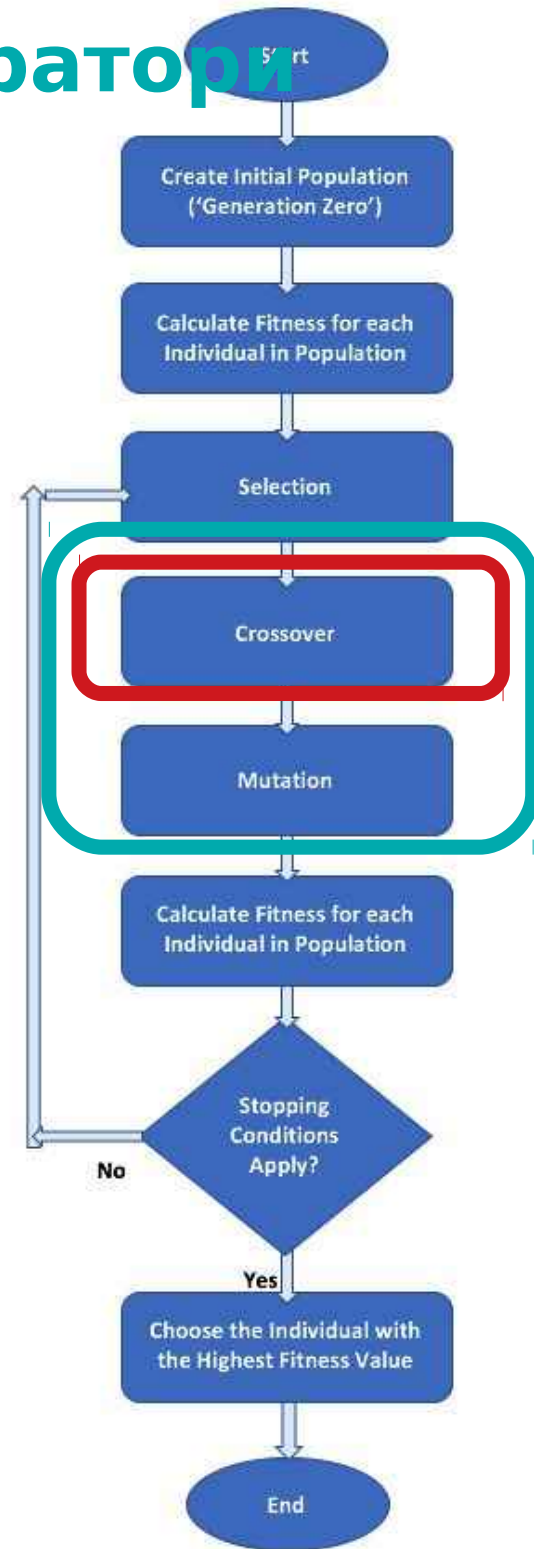 ратори
Start
Create Initial Population
('Generation Zero')
Calculate Fitness for each
Individual in Population
Selection
Crossover
Mutation
Calculate Fitness for each
Individual in Population
Stopping
Conditions
Apply?
No
Yes
Choose the Individual with
the Highest Fitness Value
End